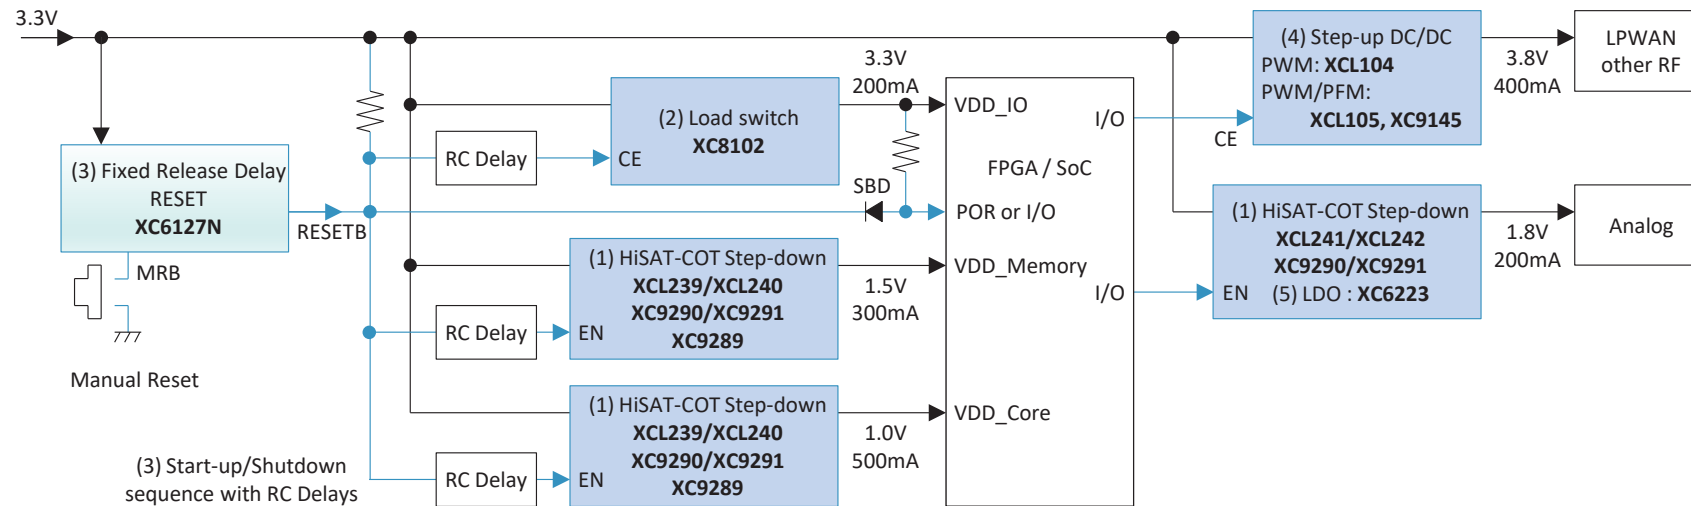 3.3V
(3) Fixed Release Delay
RESET
XC6127N
RESETB
MRB
Manual Reset
(3) Start-up/Shutdown
sequence with RC Delays
RC Delay
CE
(2) Load switch
XC8102
3.3V
200mA
SBD
RC Delay
EN
(1) HiSAT-COT Step-down
XCL239/XCL240
XC9290/XC9291
XC9289
1.5V
300mA
RC Delay
EN
(1) HiSAT-COT Step-down
XCL239/XCL240
XC9290/XC9291
XC9289
1.0V
500mA
VDD_IO
I/O
FPGA / SoC
POR or I/O
VDD_Memory
I/O
VDD_Core
(4) Step-up DC/DC
PWM: XCL104
PWM/PFM:
XCL105, XC9145
CE
3.8V
400mA
LPWAN
other RF
(1) HiSAT-COT Step-down
XCL241/XCL242
XC9290/XC9291
EN (5) LDO : XC6223
1.8V
200mA
Analog